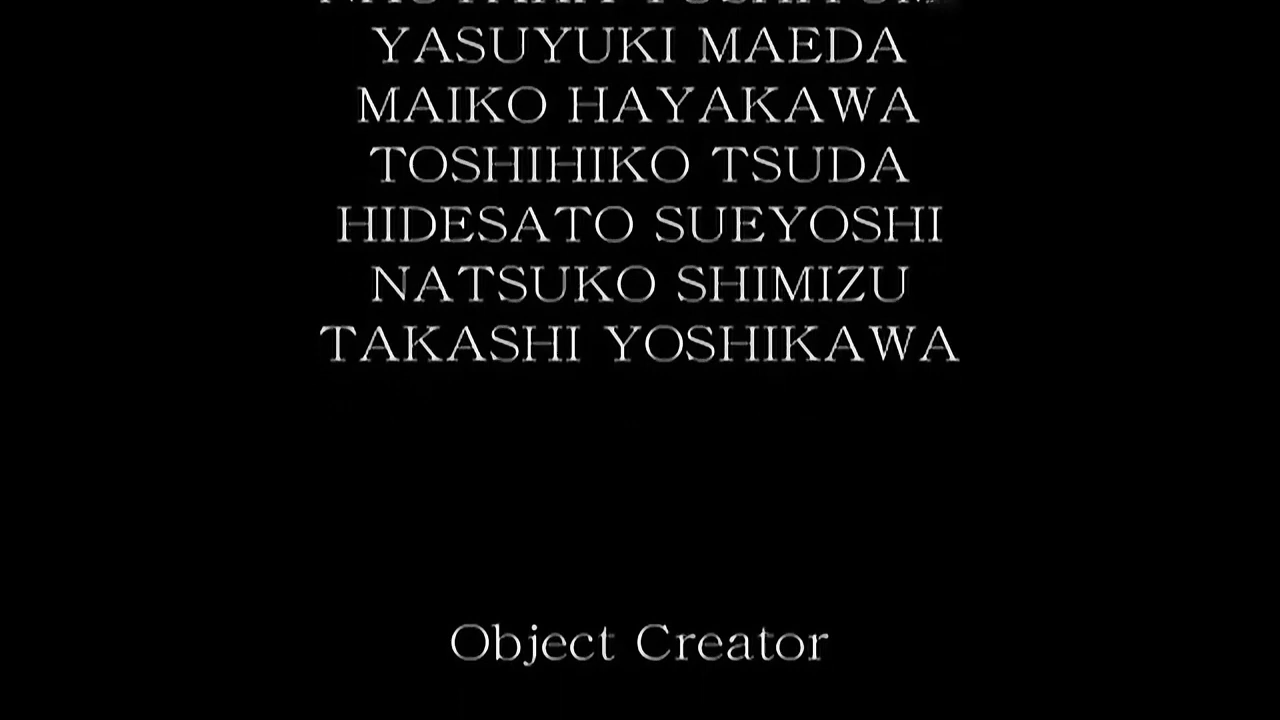 YASUYUKI MAEDA
MAIKO HAYAKAWA
TOSHIHIKO TSUDA
HIDESATO SUEYOSHI
NATSUKO SHIMIZU
TAKASHI YOSHIKAWA
Object Creator